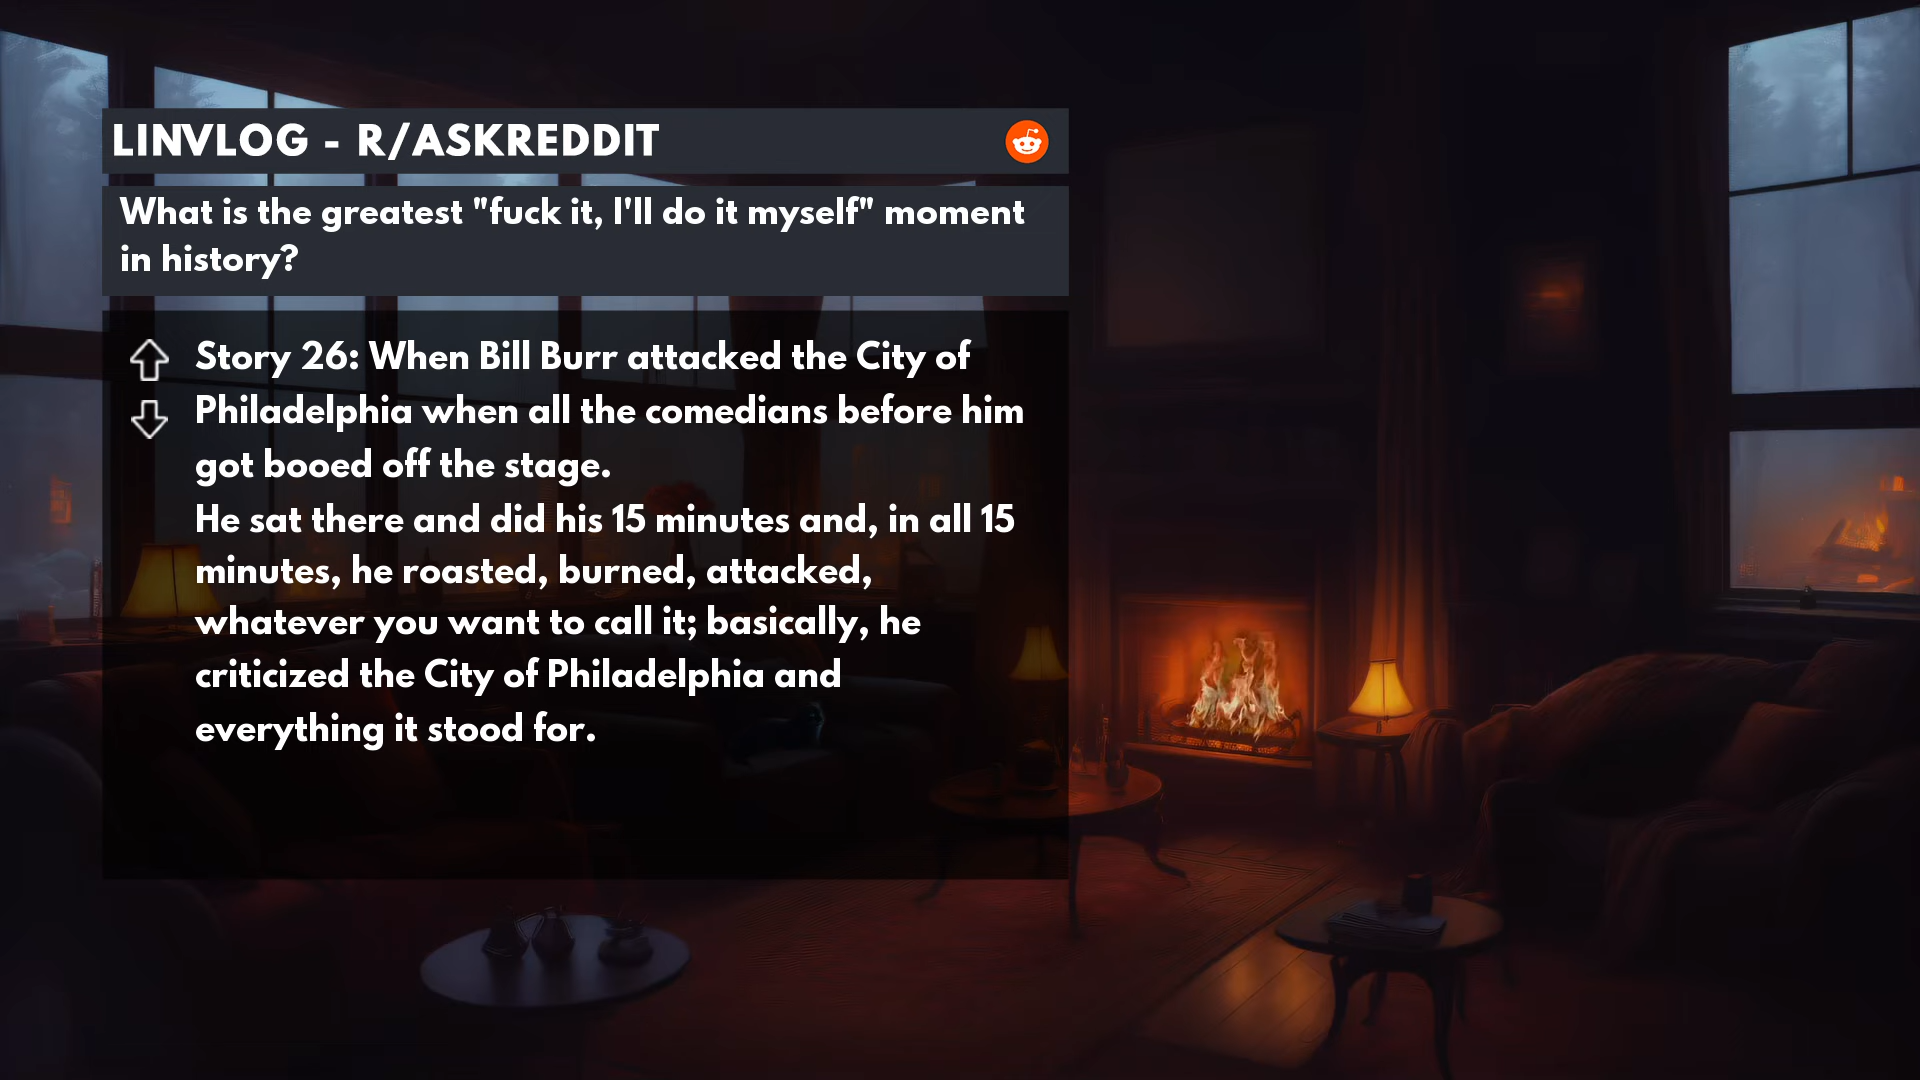 LINVLOG - R/ASKREDDIT
What is the greatest "fuck it, I'll do it myself" moment
in history?
Story 26: When Bill Burr attacked the City of
Philadelphia when all the comedians before him
got booed off the stage.
He sat there and did his 15 minutes and, in all 15
minutes, he roasted, burned, attacked,
whatever you want to call it; basically, he
criticized the City of Philadelphia and
everything it stood for.